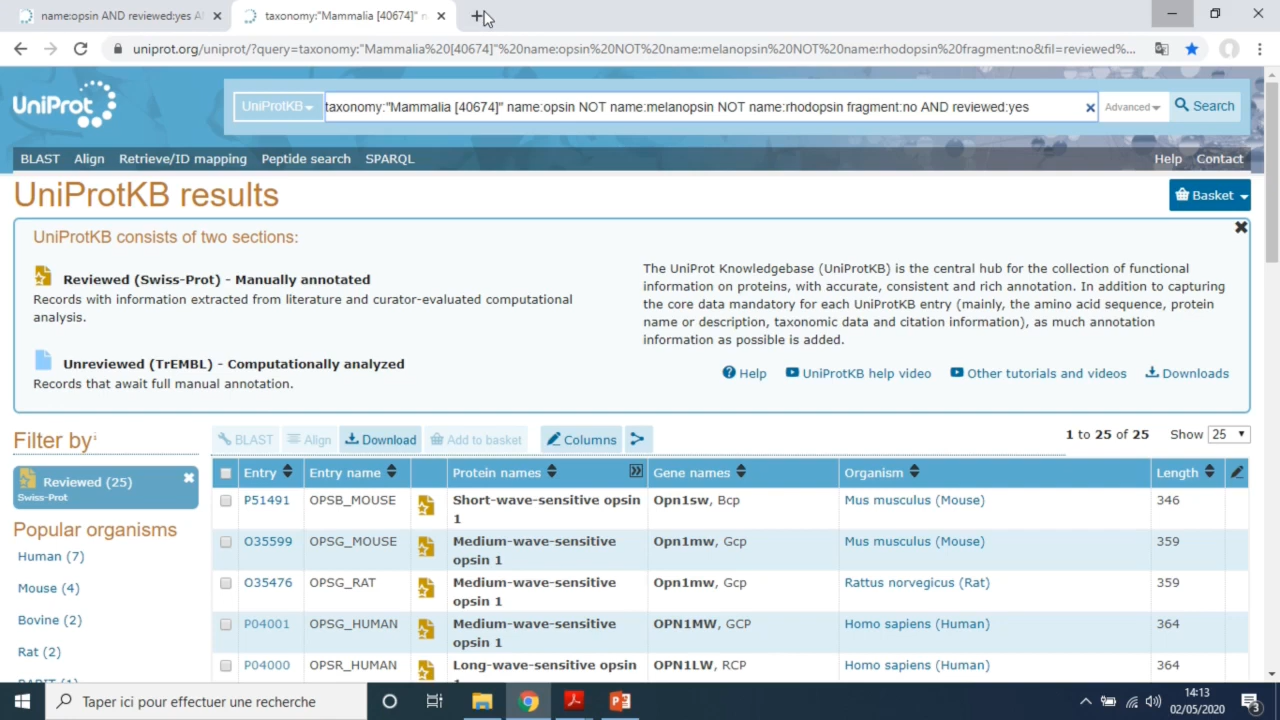 name:opsin AND reviewed:yes A
taxonomy:"Mammalia [40674]" n
uniprot.org/uniprot/?query=taxonomy:"Mammalia%20[40674]"%20name:opsin%20NOT%20name:melanopsin%20NOT%20name:rhodopsin%20fragment:no&fil=reviewed%...
UniProt
UniProtKB
taxonomy:"Mammalia [40674]" name:opsin NOT name:melanopsin NOT name:rhodopsin fragment:no AND reviewed:yes
Advanced
Search
BLAST Align Retrieve/ID mapping Peptide search SPARQL
Help Contact
UniProtKB results
Basket
UniProtKB consists of two sections:
Reviewed (Swiss-Prot) - Manually annotated
Records with information extracted from literature and curator-evaluated computational
analysis.
Unreviewed (TrEMBL) - Computationally analyzed
Records that await full manual annotation.
The UniProt Knowledgebase (UniProtKB) is the central hub for the collection of functional
information on proteins, with accurate, consistent and rich annotation. In addition to capturing
the core data mandatory for each UniProtKB entry (mainly, the amino acid sequence, protein
name or description, taxonomic data and citation information), as much annotation
information as possible is added.
Help UniProtKB help video Other tutorials and videos Downloads
Filter by
Reviewed (25)
Swiss-Prot
Popular organisms
Human (7)
Mouse (4)
Bovine (2)
Rat (2)
BLAST Align Download Add to basket Columns
1 to 25 of 25 Show 25
Entry Entry name Protein names Gene names Organism Length
P51491 OPSB_MOUSE Short-wave-sensitive opsin Opn1sw, Bcp Mus musculus (Mouse) 346
1
O35599 OPSG_MOUSE Medium-wave-sensitive Opn1mw, Gcp Mus musculus (Mouse) 359
opsin 1
O35476 OPSG_RAT Medium-wave-sensitive Opn1mw, Gcp Rattus norvegicus (Rat) 359
opsin 1
P04001 OPSG_HUMAN Medium-wave-sensitive OPN1MW, GCP Homo sapiens (Human) 364
opsin 1
P04000 OPSR_HUMAN Long-wave-sensitive opsin OPN1LW, RCP Homo sapiens (Human) 364
Taper ici pour effectuer une recherche
14:13
02/05/2020
3